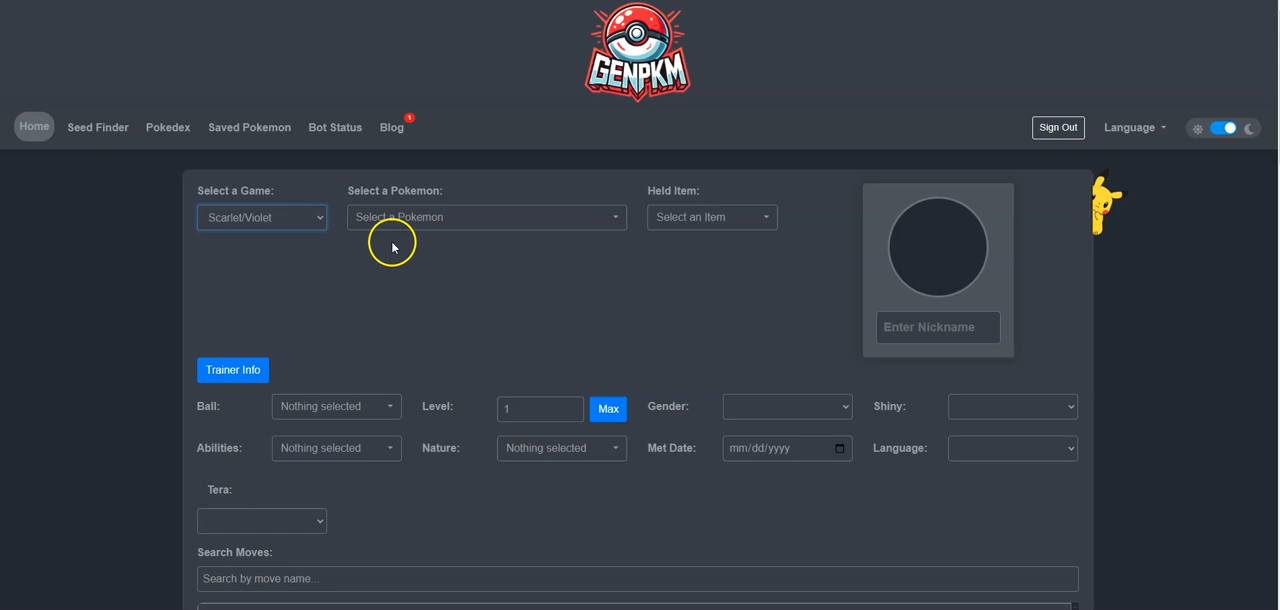 GENPKM
Home Seed Finder Pokedex Saved Pokemon Bot Status Blog 1 Sign Out Language
Select a Game: Select a Pokemon: Held Item:
Scarlet/Violet Select a Pokemon Select an Item
Enter Nickname
Trainer Info
Ball: Nothing selected Level: 1 Max Gender: Shiny:
Abilities: Nothing selected Nature: Nothing selected Met Date: mm/dd/yyyy Language:
Tera:
Search Moves:
Search by move name...